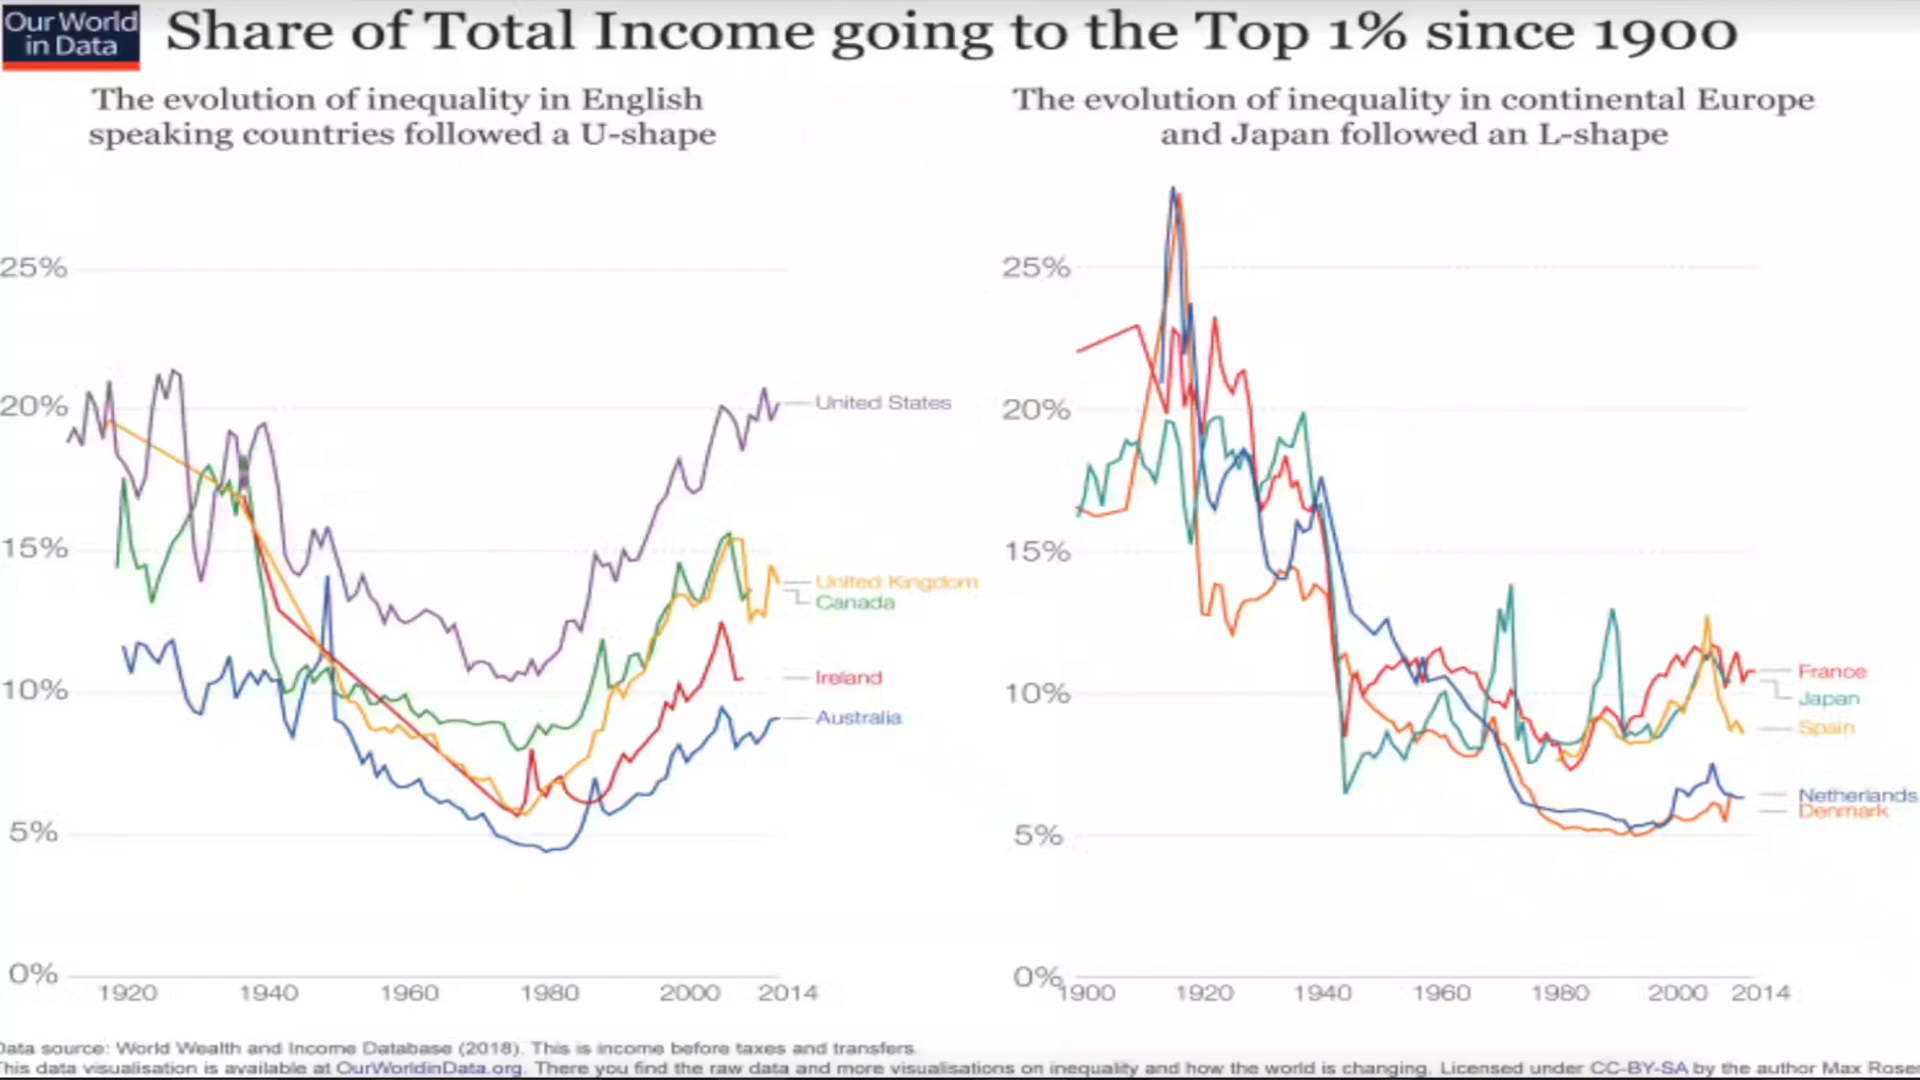 Our World
in Data
Share of Total Income going to the Top 1% since 1900
The evolution of inequality in English
speaking countries followed a U-shape
25%
20%
15%
10%
5%
0%
1920 1940 1960 1980 2000 2014
United States
United Kingdom
Canada
Ireland
Australia
The evolution of inequality in continental Europe
and Japan followed an L-shape
25%
20%
15%
10%
5%
0%
1900 1920 1940 1960 1980 2000 2014
France
Japan
Spain
Netherlands
Denmark
Data source: World Wealth and Income Database (2018). This is income before taxes and transfers.
This data visualisation is available at OurWorldinData.org. There you find the raw data and more visualisations on inequality and how the world is changing. Licensed under CC-BY-SA by the author Max Roser